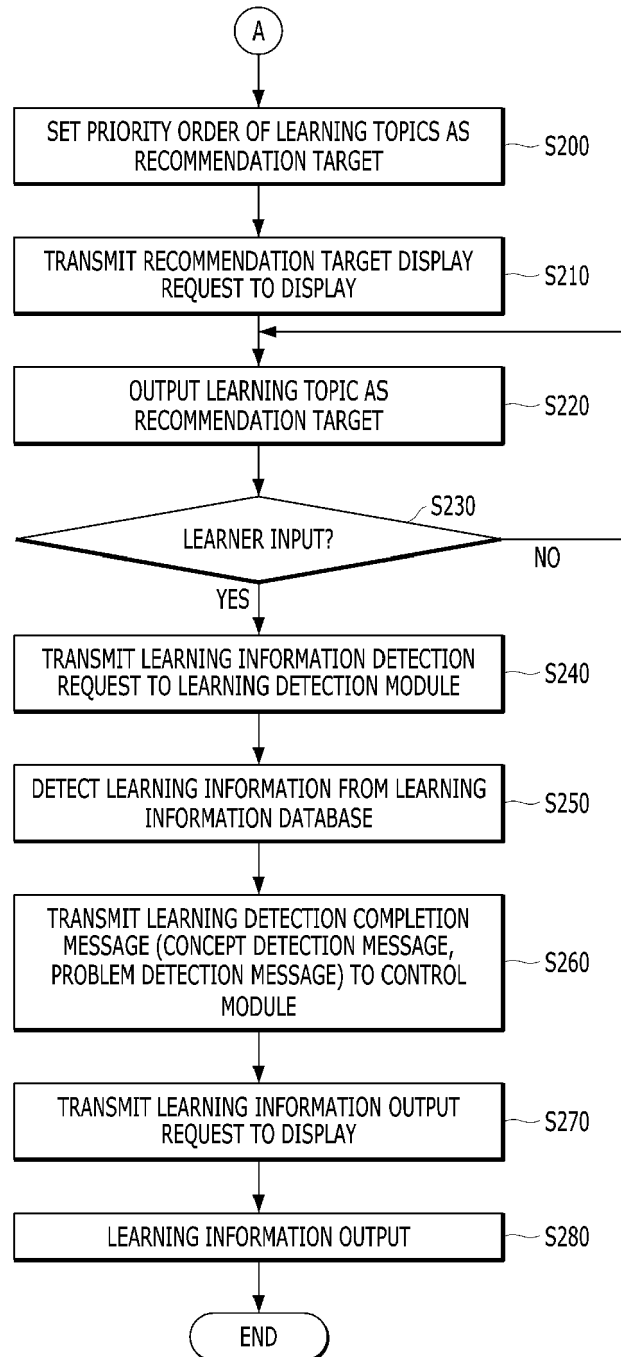 A
SET PRIORITY ORDER OF LEARNING TOPICS AS
RECOMMENDATION TARGET
S200
TRANSMIT RECOMMENDATION TARGET DISPLAY
REQUEST TO DISPLAY
S210
OUTPUT LEARNING TOPIC AS
RECOMMENDATION TARGET
S220
S230
LEARNER INPUT?
NO
YES
TRANSMIT LEARNING INFORMATION DETECTION
REQUEST TO LEARNING DETECTION MODULE
S240
DETECT LEARNING INFORMATION FROM LEARNING
INFORMATION DATABASE
S250
TRANSMIT LEARNING DETECTION COMPLETION
MESSAGE (CONCEPT DETECTION MESSAGE,
PROBLEM DETECTION MESSAGE) TO CONTROL
MODULE
S260
TRANSMIT LEARNING INFORMATION OUTPUT
REQUEST TO DISPLAY
S270
LEARNING INFORMATION OUTPUT
S280
END